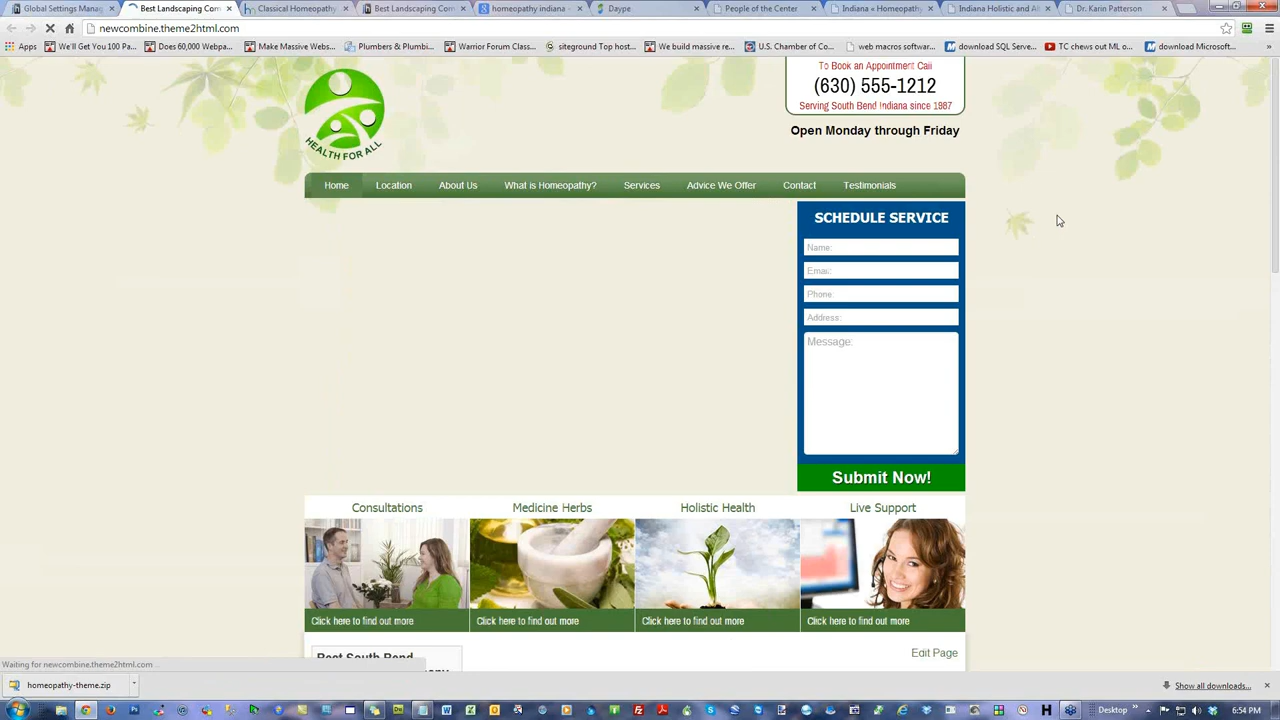 Global Settings Manag
Best Landscaping Com
Classical Homeopathy
Best Landscaping Com
homeopathy indiana -
Daype
People of the Center
Indiana « Homeopathy
Indiana Holistic and Al
Dr. Karin Patterson
newcombine.theme2html.com
Apps
We'll Get You 100 Pa...
Does 60,000 Webpa...
Make Massive Webs...
Plumbers & Plumbin...
Warrior Forum Class...
siteground Top host...
We build massive re...
U.S. Chamber of Co...
web macros softwar...
download SQL Serve...
TC chews out ML o...
download Microsoft...
»
To Book an Appointment Call
(630) 555-1212
Serving South Bend Indiana since 1987
Open Monday through Friday
HEALTH FOR ALL
Home
Location
About Us
What is Homeopathy?
Services
Advice We Offer
Contact
Testimonials
SCHEDULE SERVICE
Name:
Email:
Phone:
Address:
Message:
Submit Now!
Consultations
Medicine Herbs
Holistic Health
Live Support
Click here to find out more
Click here to find out more
Click here to find out more
Click here to find out more
Best South Bend
Edit Page
Waiting for newcombine.theme2html.com ...
homeopathy-theme.zip
Show all downloads...
Desktop
»
6:54 PM